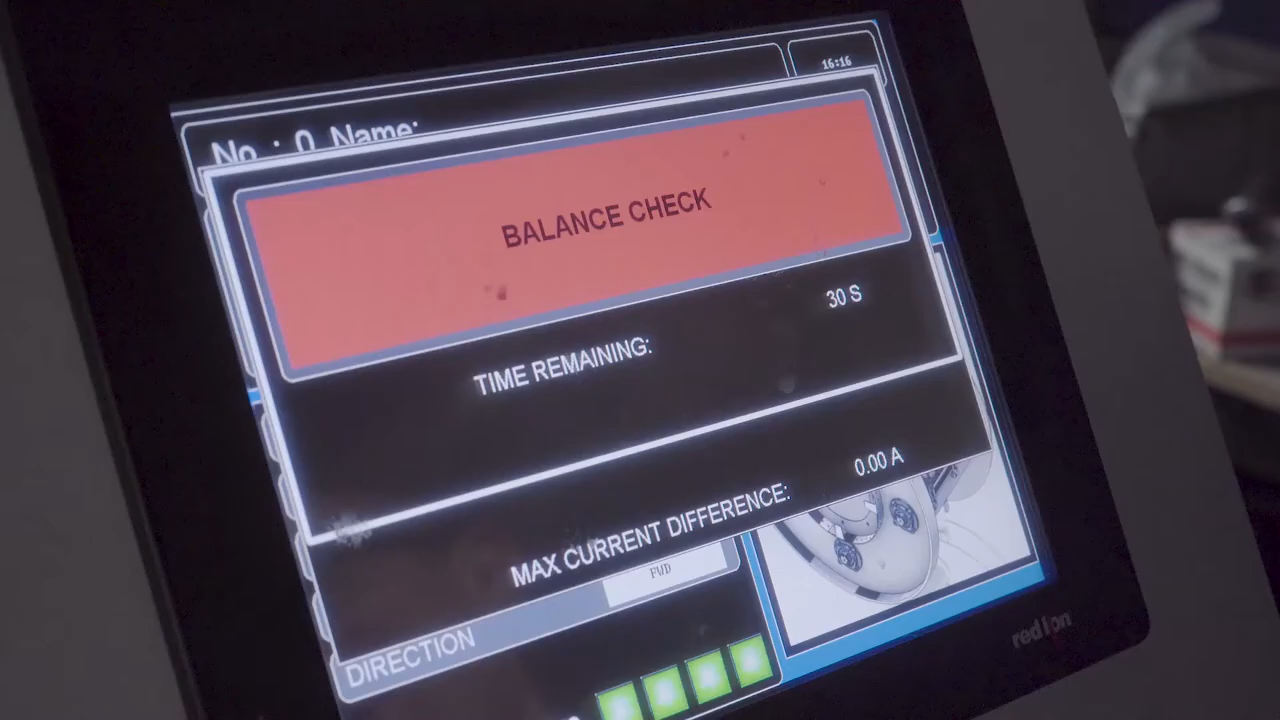 16:16
No : 0 Name:
BALANCE CHECK
TIME REMAINING: 30 S
MAX CURRENT DIFFERENCE: 0.00 A
DIRECTION FWD
red lion